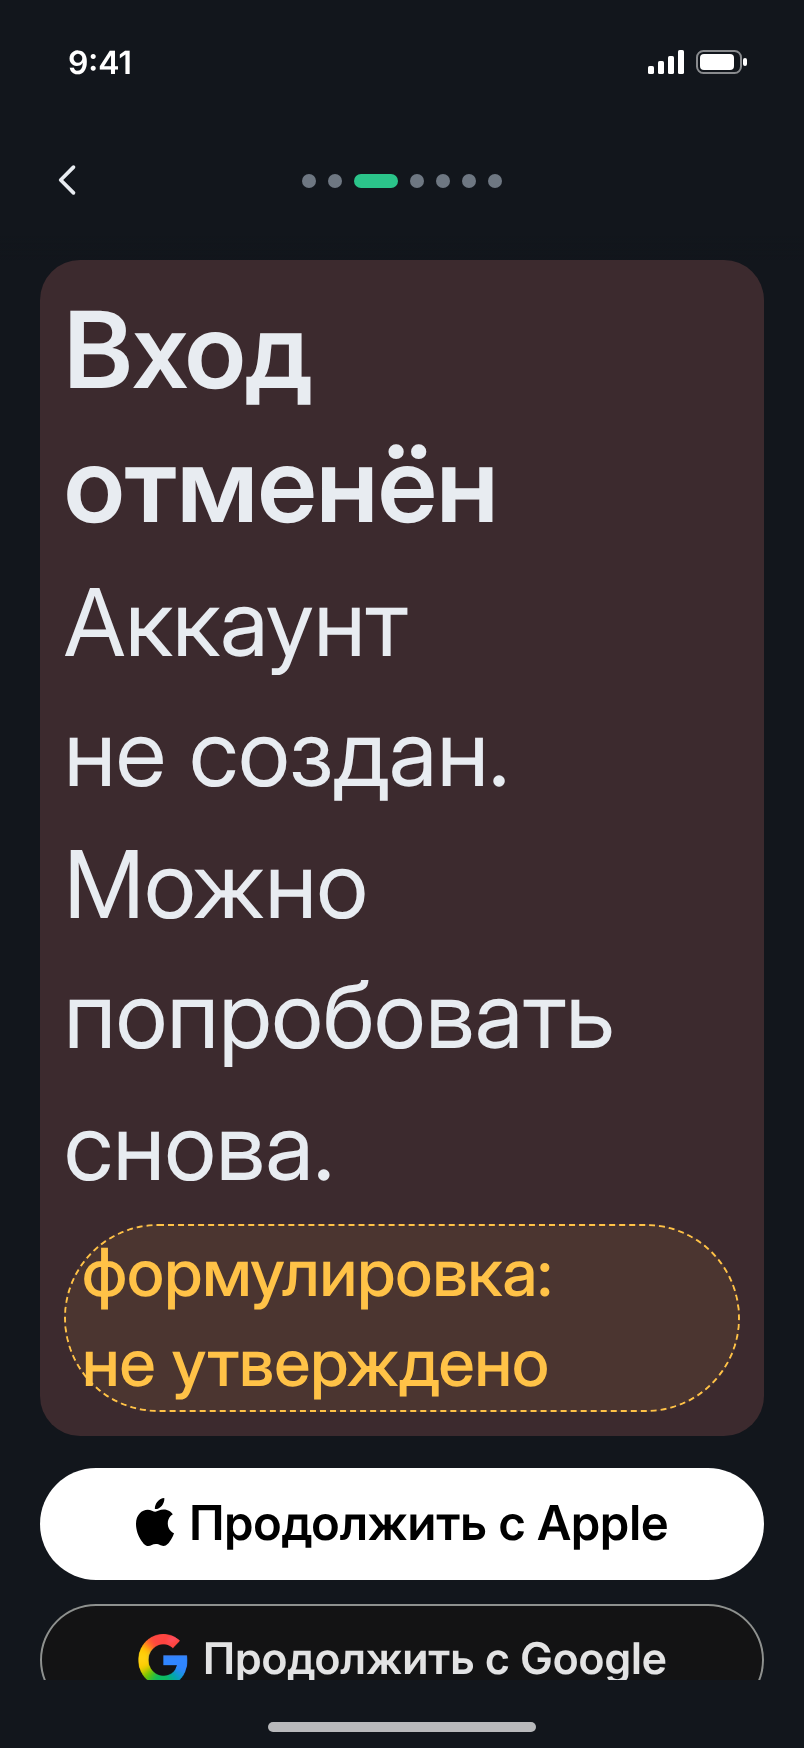 9:41
Вход
отменён
Аккаунт
не создан.
Можно
попробовать
снова.
формулировка:
не утверждено
Продолжить с Apple
Продолжить с Google